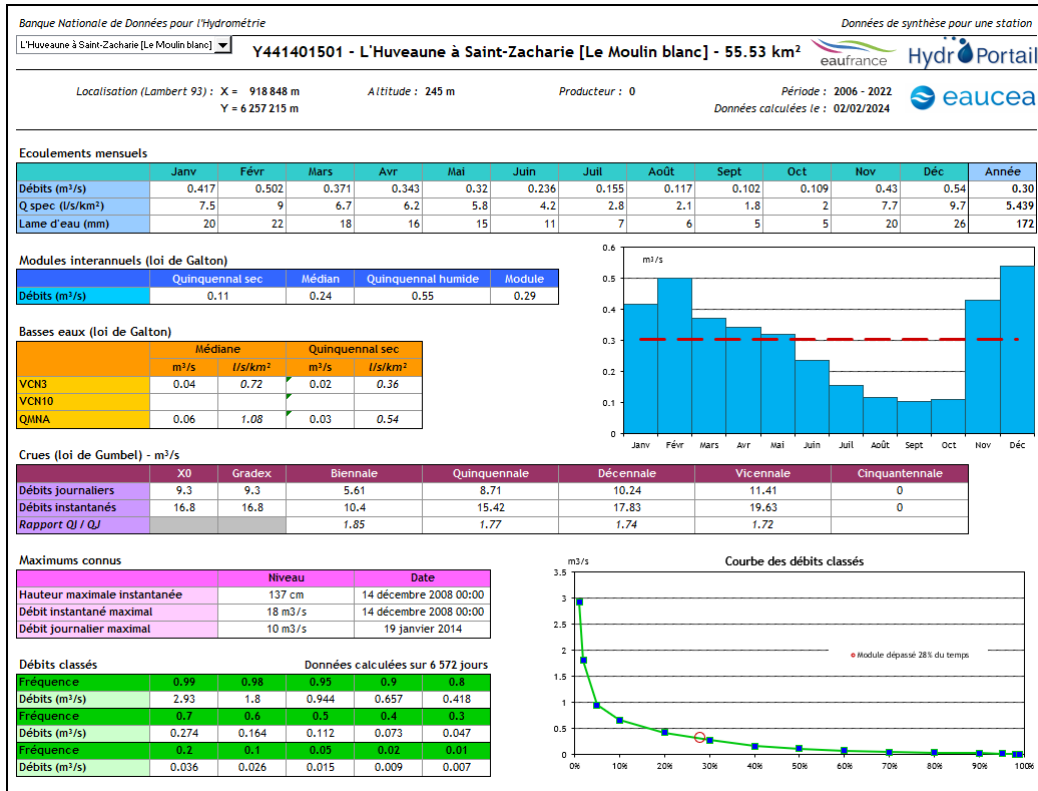 Banque Nationale de Données pour l'Hydrométrie Données de synthèse pour une station
L'Huveaune à Saint-Zacharie [Le Moulin blanc] Y441401501 - L'Huveaune à Saint-Zacharie [Le Moulin blanc] - 55.53 km² eaufrance HydroPortail
Localisation (Lambert 93) : X = 918 848 m Altitude : 245 m Producteur : 0 Période : 2006 - 2022
Y = 6 257 215 m Données calculées le : 02/02/2024
eaucea
Ecoulements mensuels
Janv Févr Mars Avr Mai Juin Juil Août Sept Oct Nov Déc Année
Débits (m³/s) 0.417 0.502 0.371 0.343 0.32 0.236 0.155 0.117 0.102 0.109 0.43 0.54 0.30
Q spec (l/s/km²) 7.5 9 6.7 6.2 5.8 4.2 2.8 2.1 1.8 2 7.7 9.7 5.439
Lame d'eau (mm) 20 22 18 16 15 11 7 6 5 5 20 26 172
Modules interannuels (loi de Galton)
Quinquennal sec Médian Quinquennal humide Module
Débits (m³/s) 0.11 0.24 0.55 0.29
Basses eaux (loi de Galton)
Médiane Quinquennal sec
m³/s l/s/km² m³/s l/s/km²
VCN3 0.04 0.72 0.02 0.36
VCN10
QMNA 0.06 1.08 0.03 0.54
m³/s
0.6
0.5
0.4
0.3
0.2
0.1
0
Janv Févr Mars Avr Mai Juin Juil Août Sept Oct Nov Déc
Crues (loi de Gumbel) - m³/s
X0 Gradex Biennale Quinquennale Décennale Vicennale Cinquantennale
Débits journaliers 9.3 9.3 5.61 8.71 10.24 11.41 0
Débits instantanés 16.8 16.8 10.4 15.42 17.83 19.63 0
Rapport QI / QJ 1.85 1.77 1.74 1.72
Maximums connus
Niveau Date
Hauteur maximale instantanée 137 cm 14 décembre 2008 00:00
Débit instantané maximal 18 m3/s 14 décembre 2008 00:00
Débit journalier maximal 10 m3/s 19 janvier 2014
Débits classés Données calculées sur 6 572 jours
Fréquence 0.99 0.98 0.95 0.9 0.8
Débits (m³/s) 2.93 1.8 0.944 0.657 0.418
Fréquence 0.7 0.6 0.5 0.4 0.3
Débits (m³/s) 0.274 0.164 0.112 0.073 0.047
Fréquence 0.2 0.1 0.05 0.02 0.01
Débits (m³/s) 0.036 0.026 0.015 0.009 0.007
m3/s Courbe des débits classés
3.5
3
2.5
2
1.5
1
0.5
0
Module dépassé 28% du temps
0% 10% 20% 30% 40% 50% 60% 70% 80% 90% 100%